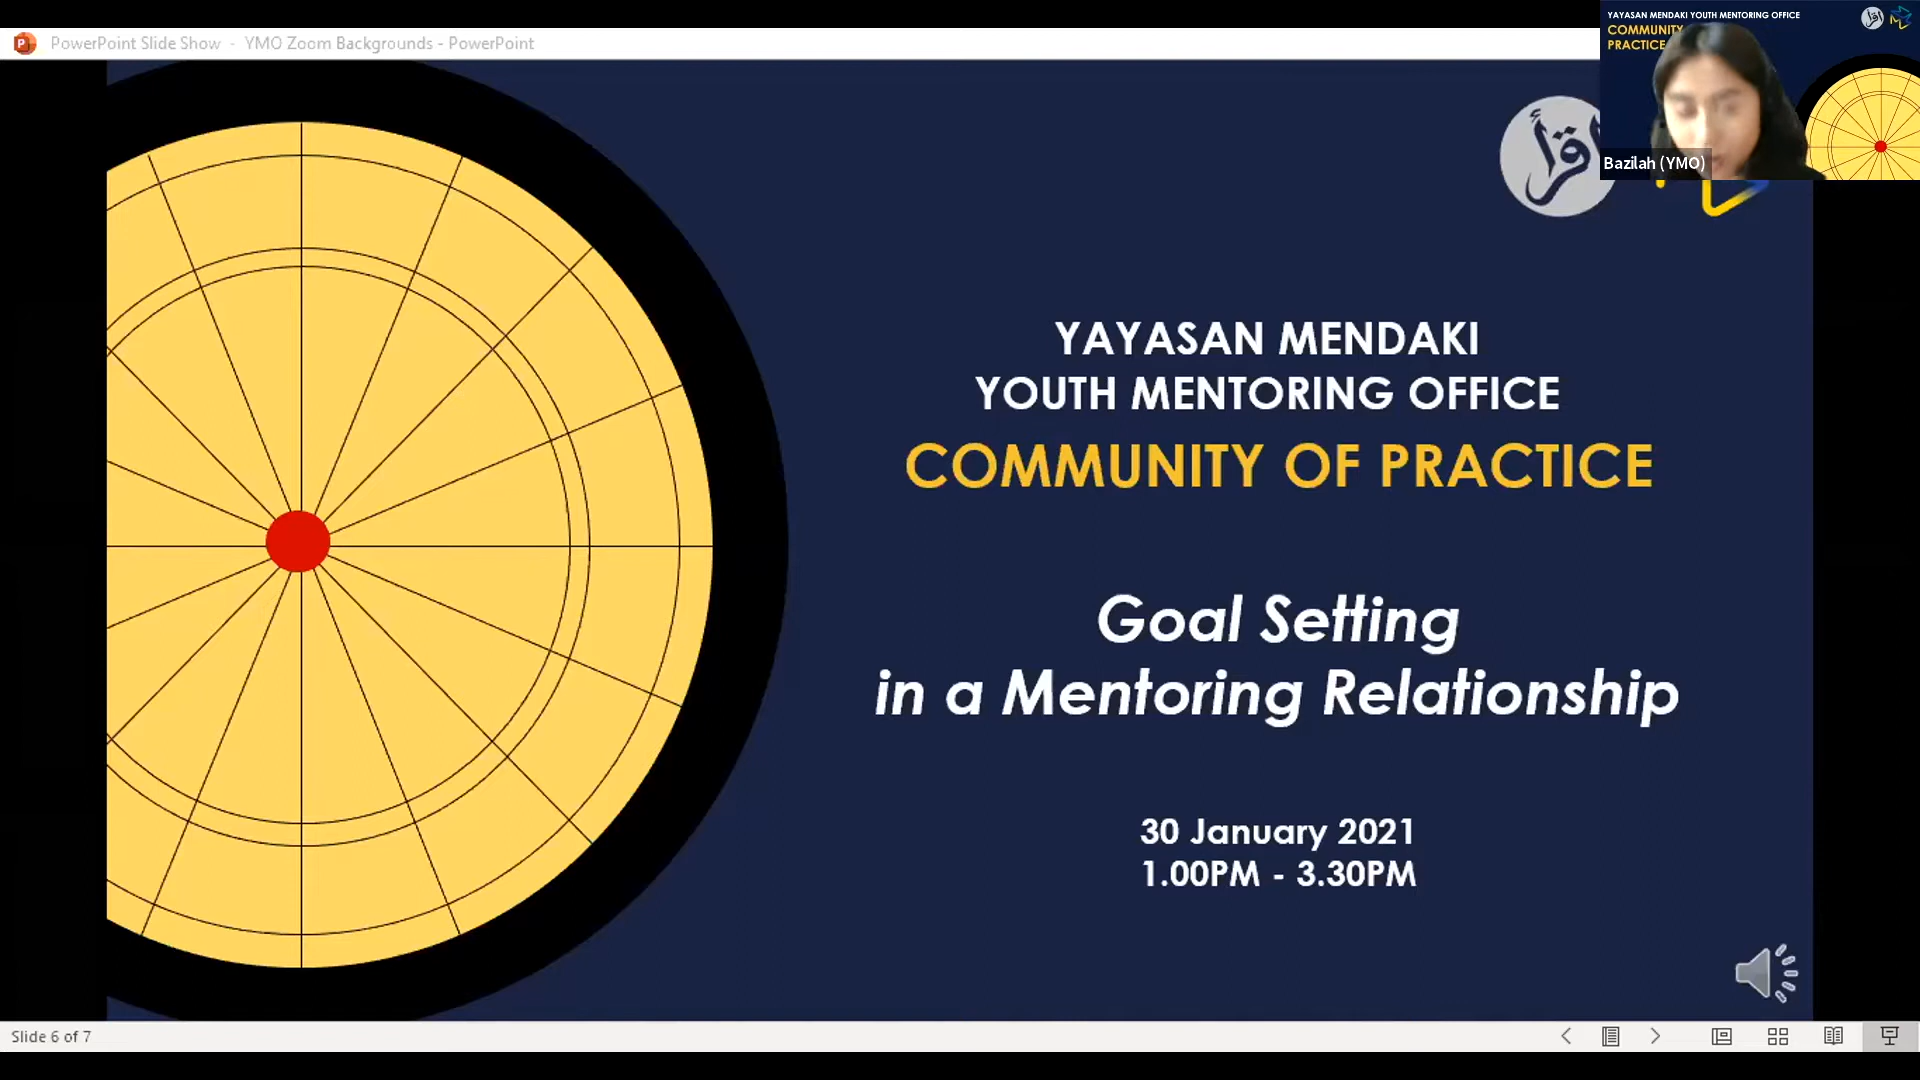 PowerPoint Slide Show - YMO Zoom Backgrounds - PowerPoint
YAYASAN MENDAKI YOUTH MENTORING OFFICE
COMMUNITY
PRACTICE
Bazilah (YMO)
اقرأ
YAYASAN MENDAKI
YOUTH MENTORING OFFICE
COMMUNITY OF PRACTICE
Goal Setting
in a Mentoring Relationship
30 January 2021
1.00PM - 3.30PM
Slide 6 of 7